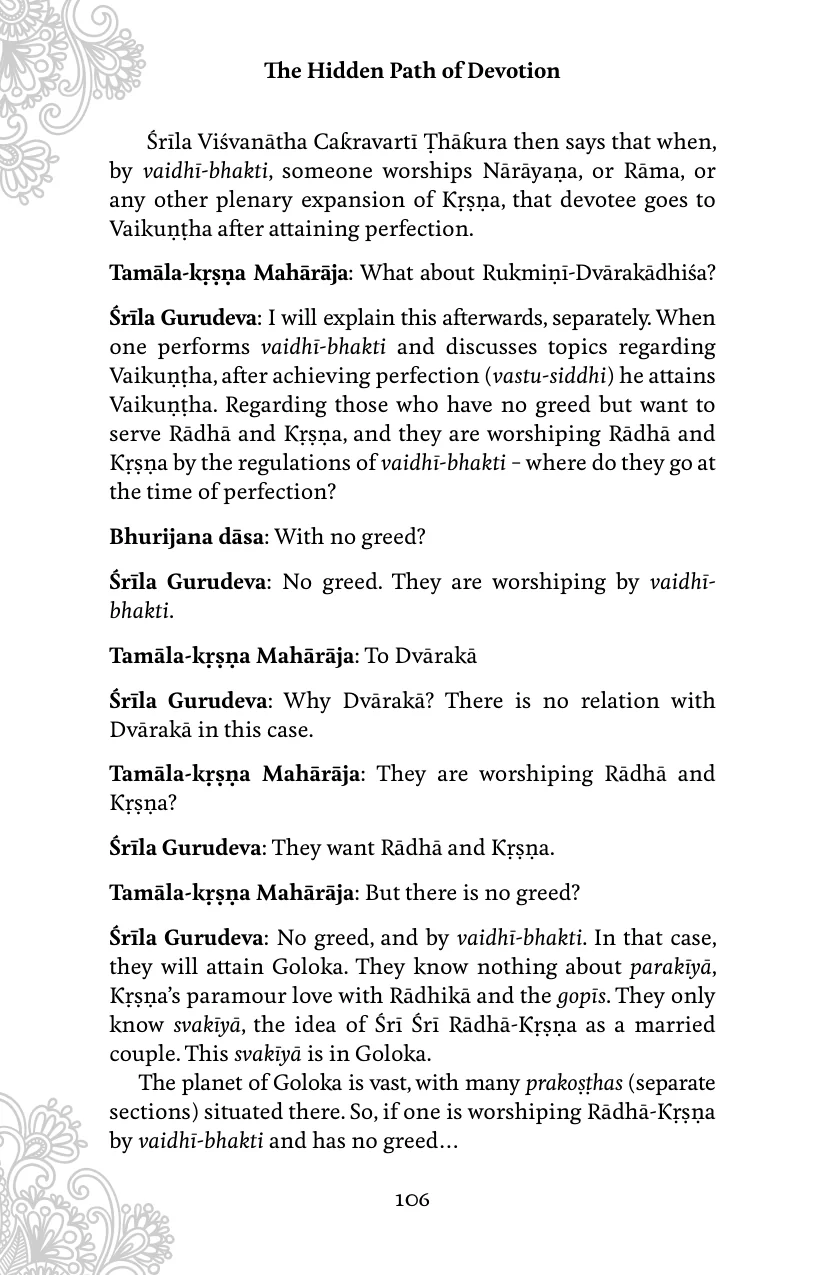 The Hidden Path of Devotion
Śrīla Viśvanātha Cakravartī Ṭhākura then says that when,
by vaidhī-bhakti, someone worships Nārāyaṇa, or Rāma, or
any other plenary expansion of Kṛṣṇa, that devotee goes to
Vaikuṇṭha after attaining perfection.
Tamāla-kṛṣṇa Mahārāja: What about Rukmiṇī-Dvārakādhiśa?
Śrīla Gurudeva: I will explain this afterwards, separately. When
one performs vaidhī-bhakti and discusses topics regarding
Vaikuṇṭha, after achieving perfection (vastu-siddhi) he attains
Vaikuṇṭha. Regarding those who have no greed but want to
serve Rādhā and Kṛṣṇa, and they are worshiping Rādhā and
Kṛṣṇa by the regulations of vaidhī-bhakti – where do they go at
the time of perfection?
Bhurijana dāsa: With no greed?
Śrīla Gurudeva: No greed. They are worshiping by vaidhī-
bhakti.
Tamāla-kṛṣṇa Mahārāja: To Dvārakā
Śrīla Gurudeva: Why Dvārakā? There is no relation with
Dvārakā in this case.
Tamāla-kṛṣṇa Mahārāja: They are worshiping Rādhā and
Kṛṣṇa?
Śrīla Gurudeva: They want Rādhā and Kṛṣṇa.
Tamāla-kṛṣṇa Mahārāja: But there is no greed?
Śrīla Gurudeva: No greed, and by vaidhī-bhakti. In that case,
they will attain Goloka. They know nothing about parakīyā,
Kṛṣṇa's paramour love with Rādhikā and the gopīs. They only
know svakīyā, the idea of Śrī Śrī Rādhā-Kṛṣṇa as a married
couple. This svakīyā is in Goloka.
The planet of Goloka is vast, with many prakoṣṭhas (separate
sections) situated there. So, if one is worshiping Rādhā-Kṛṣṇa
by vaidhī-bhakti and has no greed…
106